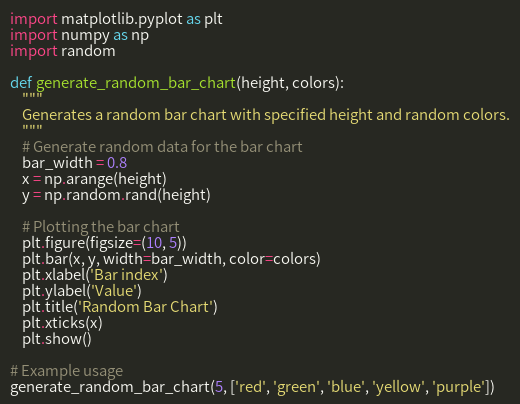 import matplotlib.pyplot as plt
import numpy as np
import random

def generate_random_bar_chart(height, colors):
    """
    Generates a random bar chart with specified height and random colors.
    """
    # Generate random data for the bar chart
    bar_width = 0.8
    x = np.arange(height)
    y = np.random.rand(height)

    # Plotting the bar chart
    plt.figure(figsize=(10, 5))
    plt.bar(x, y, width=bar_width, color=colors)
    plt.xlabel('Bar index')
    plt.ylabel('Value')
    plt.title('Random Bar Chart')
    plt.xticks(x)
    plt.show()

# Example usage
generate_random_bar_chart(5, ['red', 'green', 'blue', 'yellow', 'purple'])